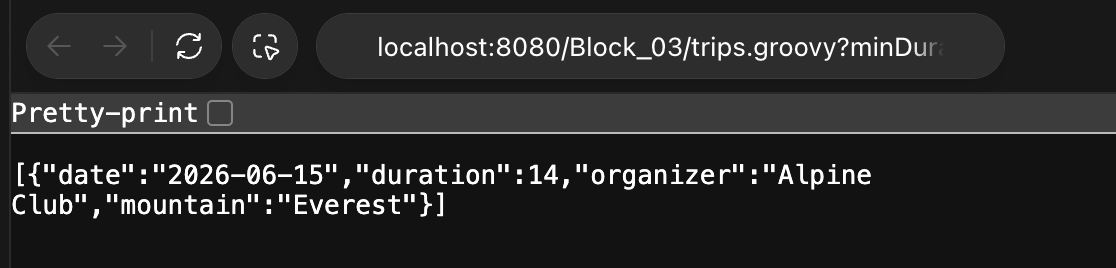 localhost:8080/Block_03/trips.groovy?minDura
Pretty-print
[{"date":"2026-06-15","duration":14,"organizer":"Alpine
Club","mountain":"Everest"}]